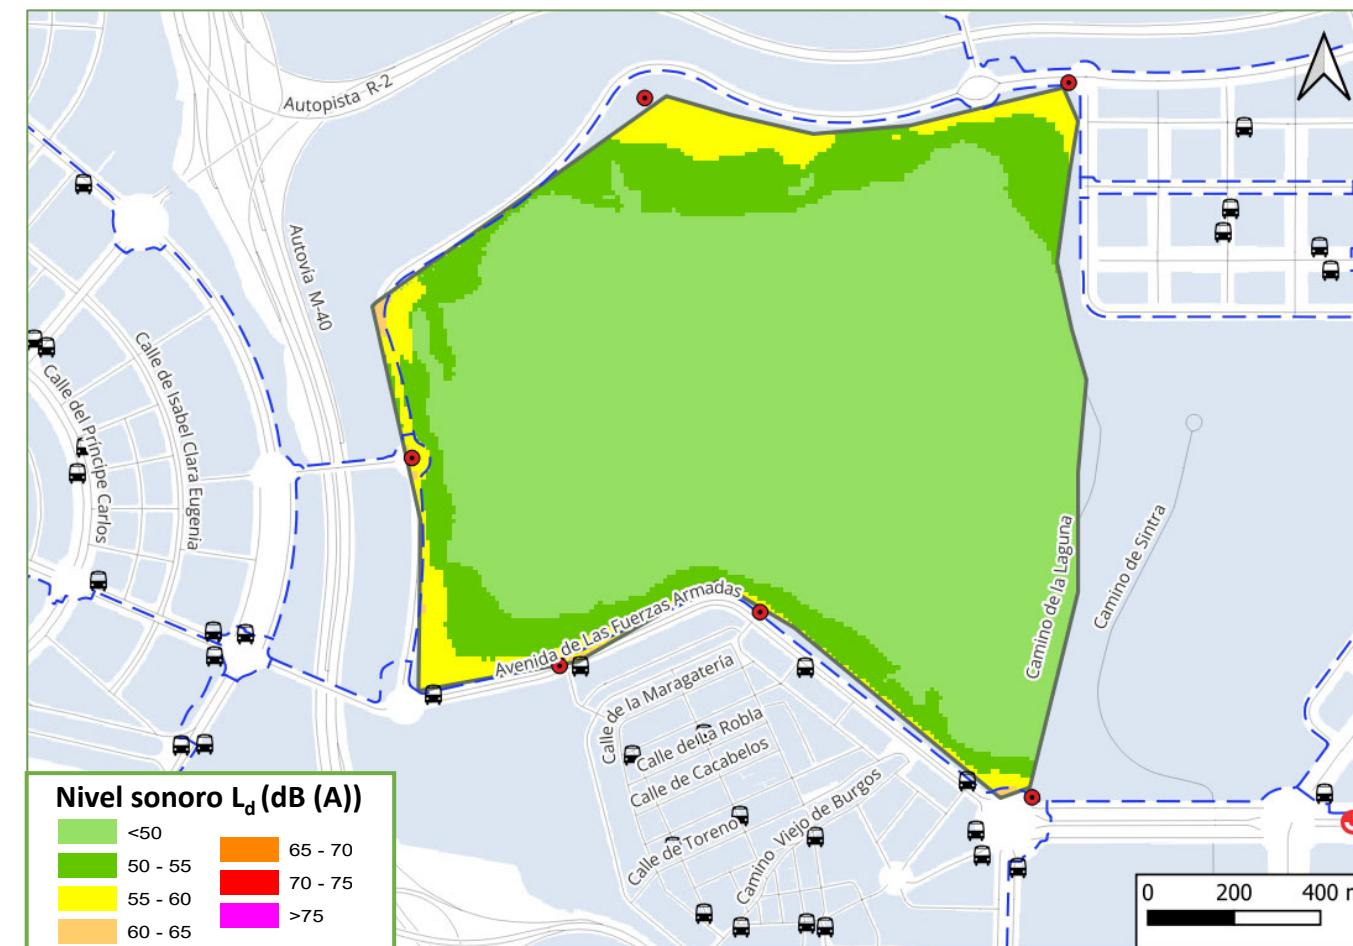 Autopista R-2
Autovía M-40
Calle de Isabel Clara Eugenia
Calle del Príncipe Carlos
Avenida de Las Fuerzas Armadas
Camino de la Laguna
Camino de Sintra
Calle de la Maragatería
Calle de La Robla
Calle de Cacabelos
Calle de Toreno
Camino Viejo de Burgos
Nivel sonoro Ld (dB (A))
<50
50 - 55
55 - 60
60 - 65
65 - 70
70 - 75
>75
0 200 400 m